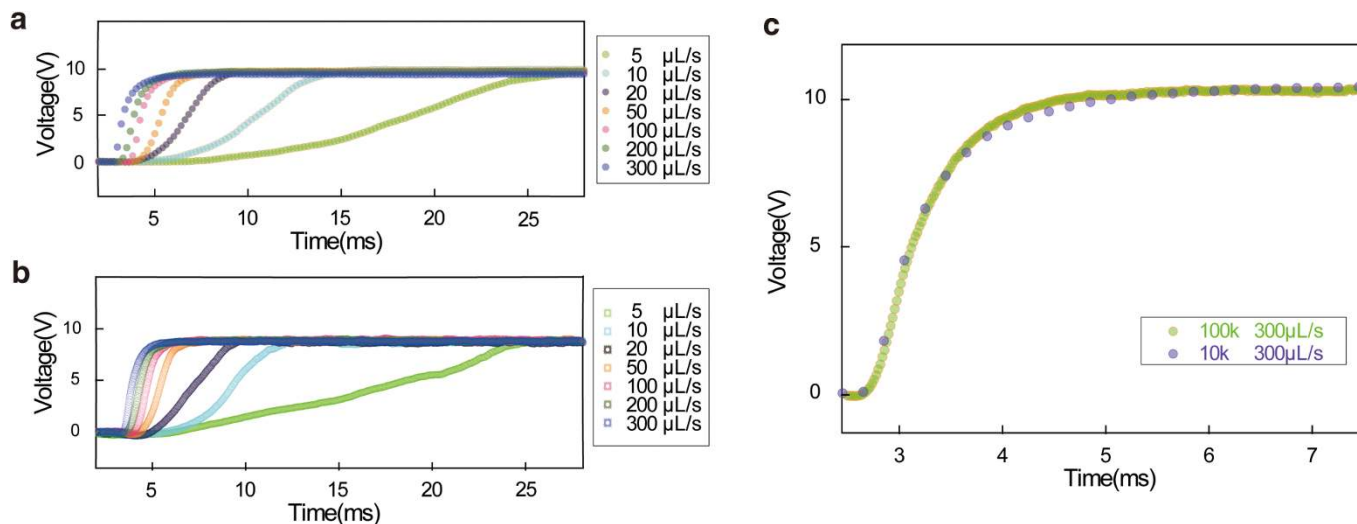 a
Voltage(V)
10
5
0
5
10
15
20
25
Time(ms)
5 µL/s
10 µL/s
20 µL/s
50 µL/s
100 µL/s
200 µL/s
300 µL/s
b
Voltage(V)
10
5
0
5
10
15
20
25
Time(ms)
5 µL/s
10 µL/s
20 µL/s
50 µL/s
100 µL/s
200 µL/s
300 µL/s
c
Voltage(V)
10
5
0
3
4
5
6
7
Time(ms)
100k 300µL/s
10k 300µL/s